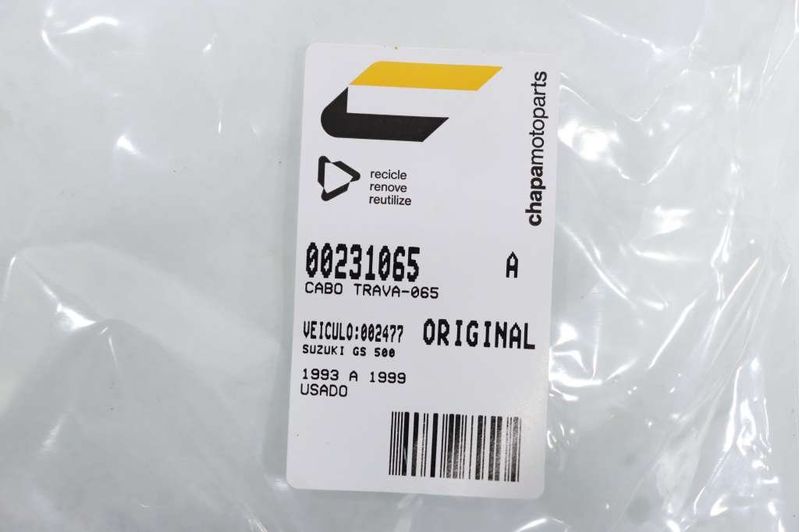 chapamotoparts
recicle
renove
reutilize
00231065 A
CABO TRAVA-065
VEICULO:002477 ORIGINAL
SUZUKI GS 500
1993 A 1999
USADO